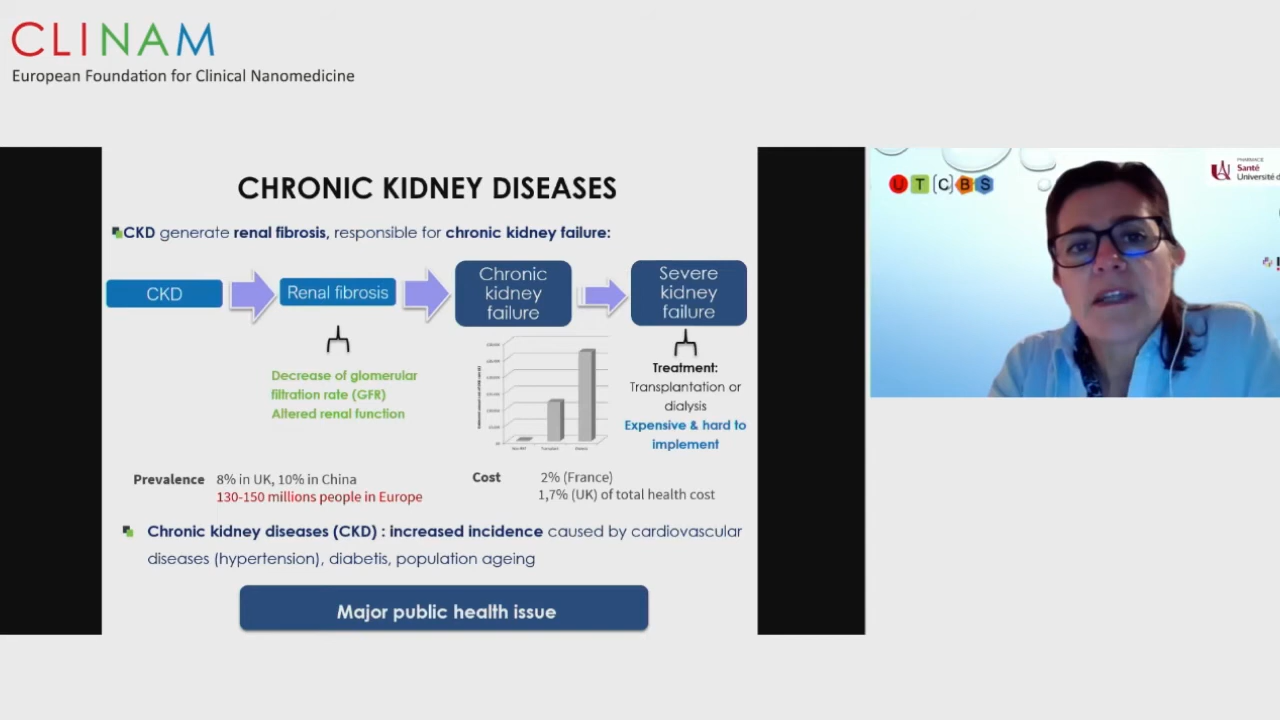 CLINAM
European Foundation for Clinical Nanomedicine
CHRONIC KIDNEY DISEASES
CKD generate renal fibrosis, responsible for chronic kidney failure:
CKD
Renal fibrosis
Chronic
kidney
failure
Severe
kidney
failure
Decrease of glomerular
filtration rate (GFR)
Altered renal function
Treatment:
Transplantation or
dialysis
Expensive & hard to
implement
Prevalence 8% in UK, 10% in China
130-150 millions people in Europe
Cost 2% (France)
1,7% (UK) of total health cost
Chronic kidney diseases (CKD) : increased incidence caused by cardiovascular
diseases (hypertension), diabetis, population ageing
Major public health issue
UT[C]BS
PHARMACIE
Santé
Université d